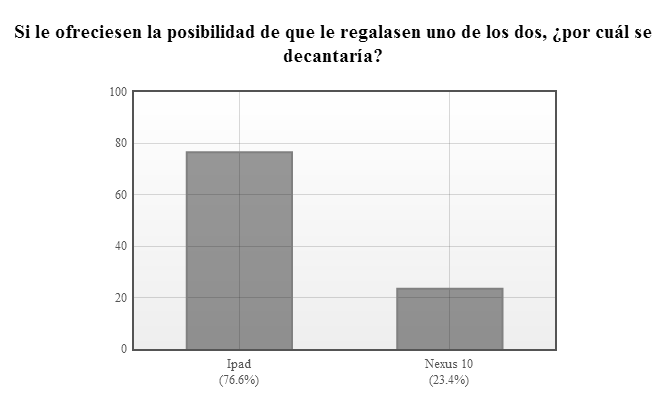 Si le ofreciesen la posibilidad de que le regalasen uno de los dos, ¿por cuál se
decantaría?
100
80
60
40
20
0
Ipad
(76.6%)
Nexus 10
(23.4%)